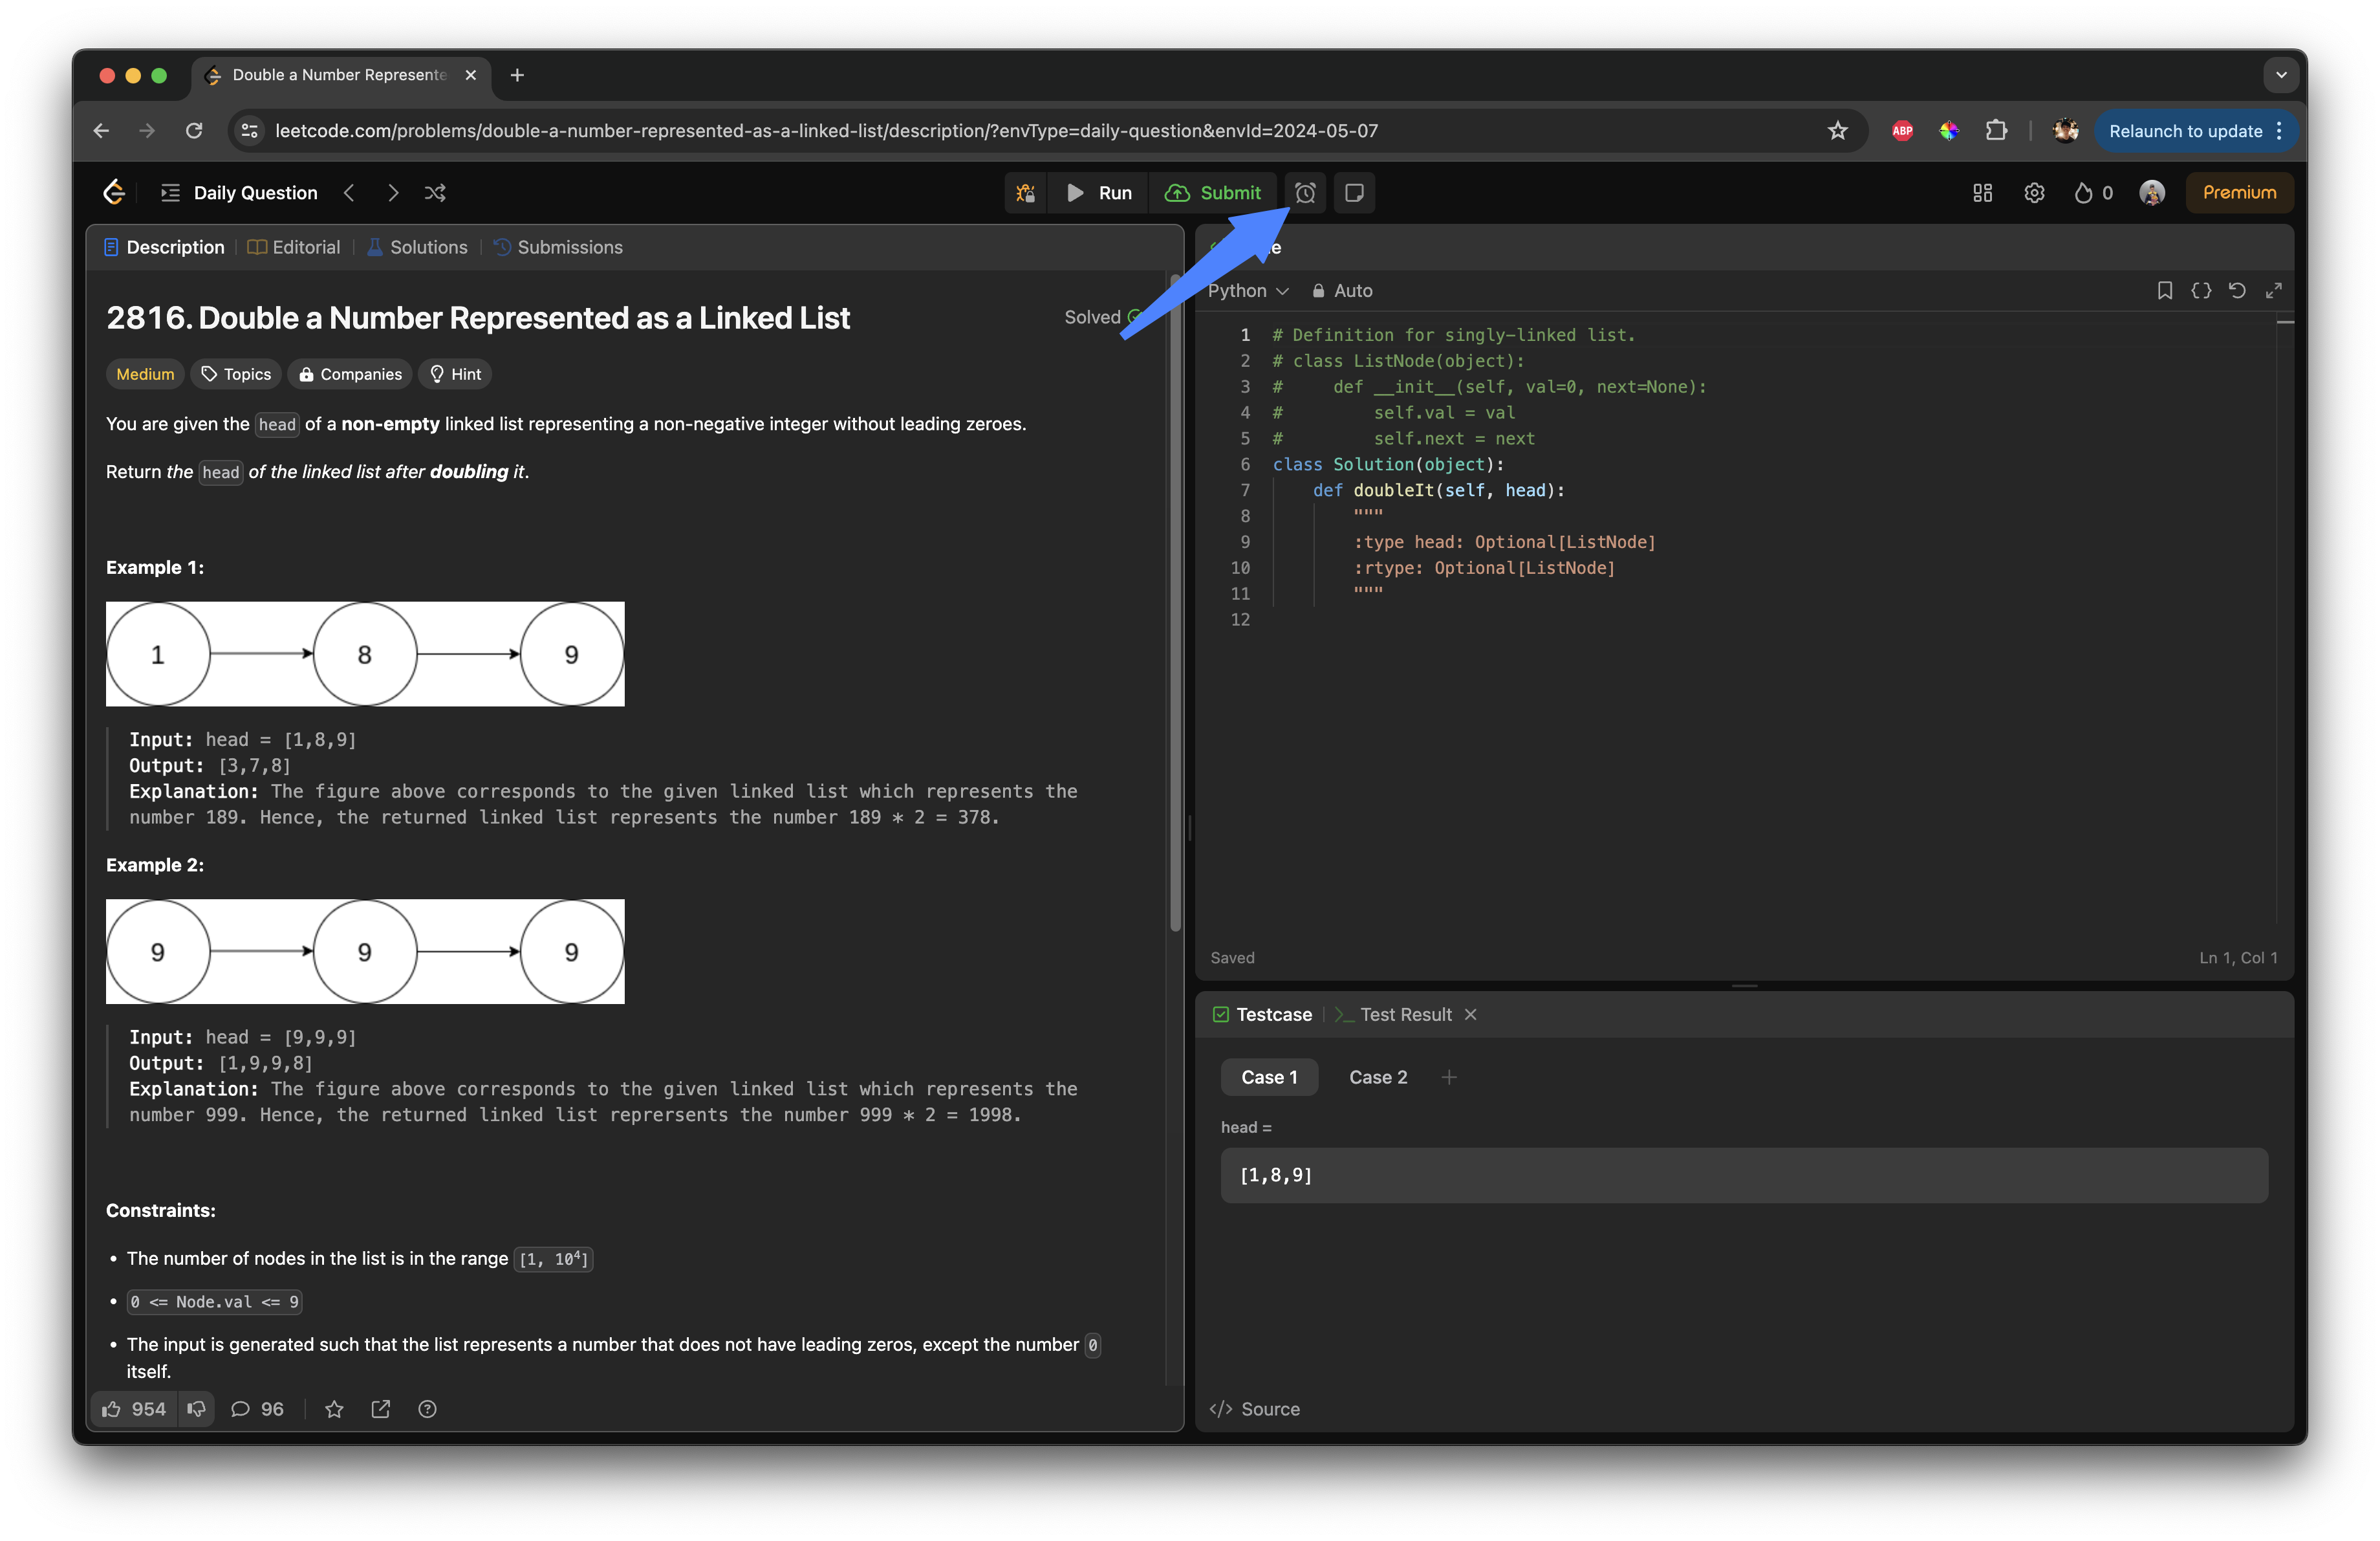 Double a Number Represente
leetcode.com/problems/double-a-number-represented-as-a-linked-list/description/?envType=daily-question&envId=2024-05-07
ABP
Relaunch to update
Daily Question
Run
Submit
0
Premium
Description
Editorial
Solutions
Submissions
2816. Double a Number Represented as a Linked List
Solved
Medium
Topics
Companies
Hint
You are given the head of a non-empty linked list representing a non-negative integer without leading zeroes.
Return the head of the linked list after doubling it.
Example 1:
1 8 9
Input: head = [1,8,9]
Output: [3,7,8]
Explanation: The figure above corresponds to the given linked list which represents the
number 189. Hence, the returned linked list represents the number 189 * 2 = 378.
Example 2:
9 9 9
Input: head = [9,9,9]
Output: [1,9,9,8]
Explanation: The figure above corresponds to the given linked list which represents the
number 999. Hence, the returned linked list reprersents the number 999 * 2 = 1998.
Constraints:
• The number of nodes in the list is in the range [1, 10⁴]
• 0 <= Node.val <= 9
• The input is generated such that the list represents a number that does not have leading zeros, except the number 0
itself.
954
96
Python
Auto
1 # Definition for singly-linked list.
2 # class ListNode(object):
3 #     def __init__(self, val=0, next=None):
4 #         self.val = val
5 #         self.next = next
6 class Solution(object):
7     def doubleIt(self, head):
8         """
9         :type head: Optional[ListNode]
10         :rtype: Optional[ListNode]
11         """
12
Saved
Ln 1, Col 1
Testcase
Test Result
Case 1
Case 2
head =
[1,8,9]
Source